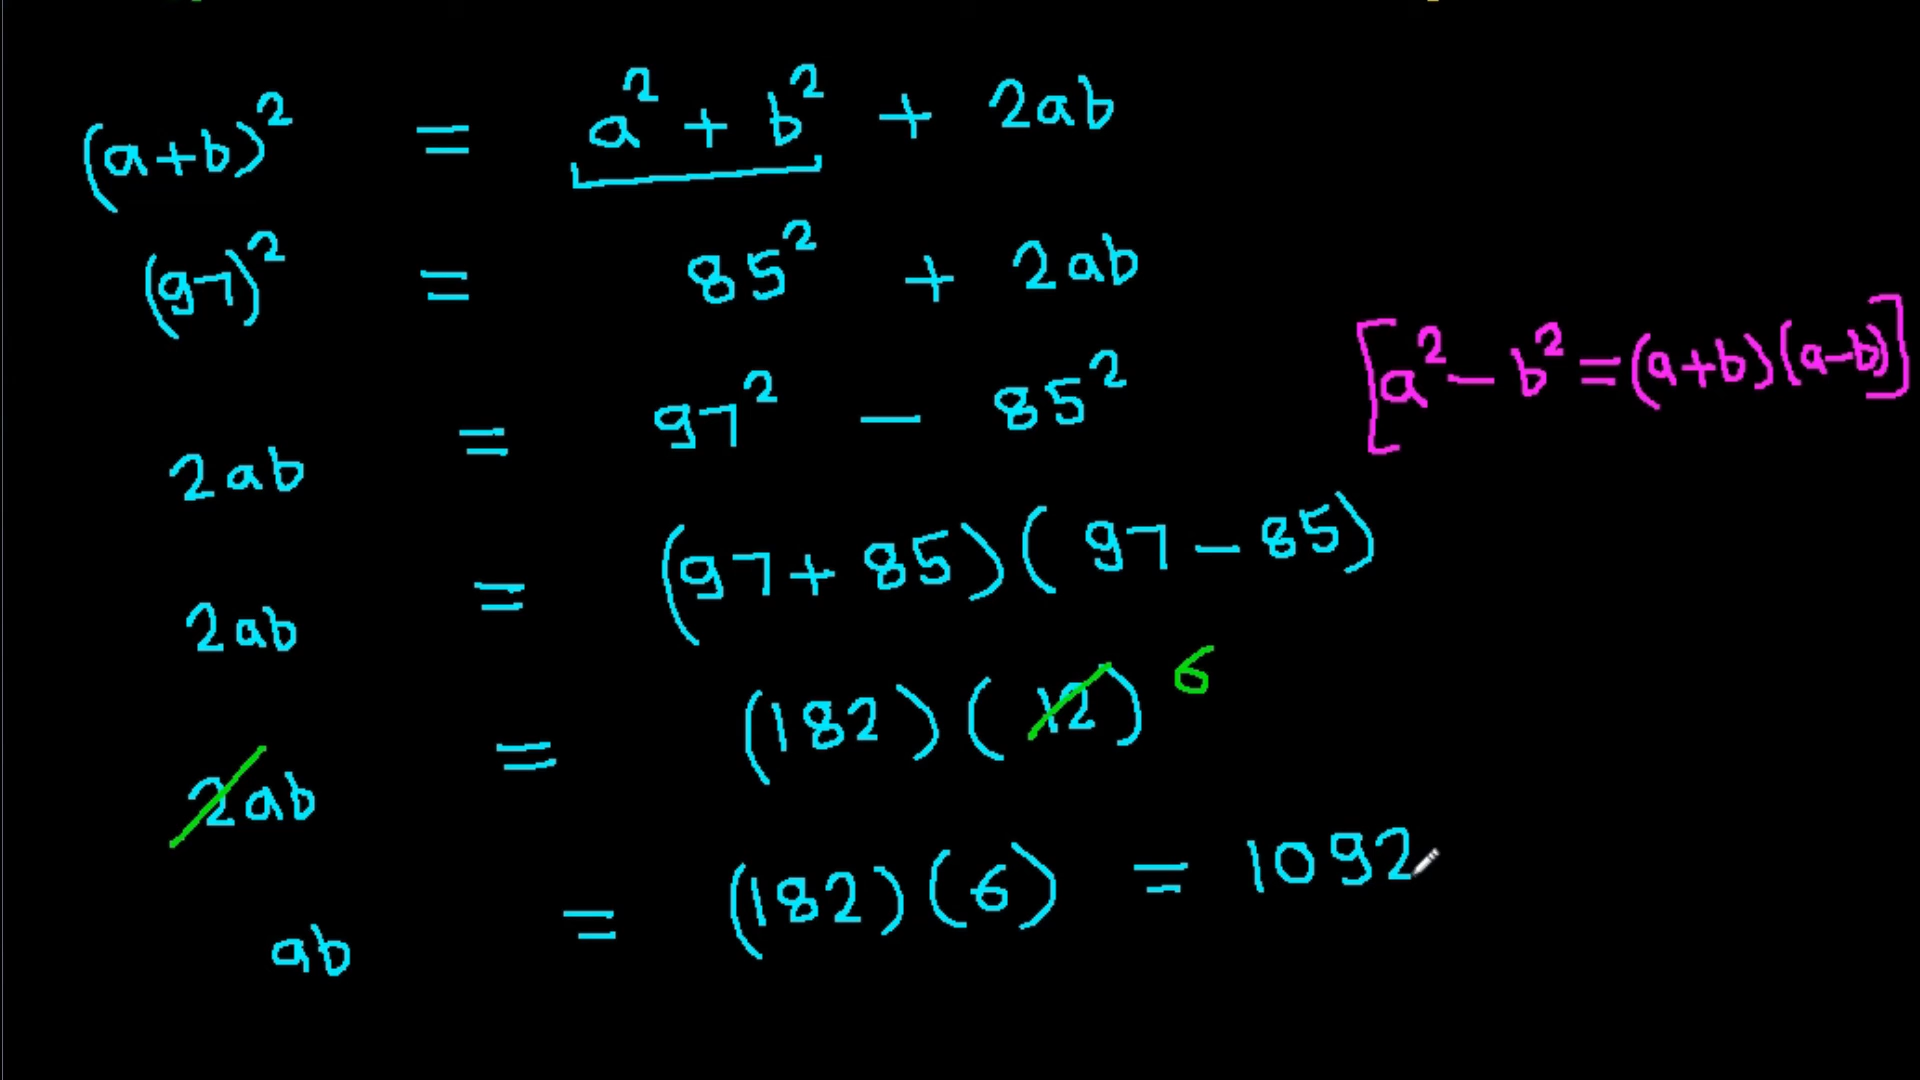 (a+b)² = a² + b² + 2ab
(97)² = 85² + 2ab
[a² − b² = (a+b)(a−b)]
2ab = 97² − 85²
2ab = (97+85)(97−85)
2ab = (182)(12) 6
ab = (182)(6) = 1092